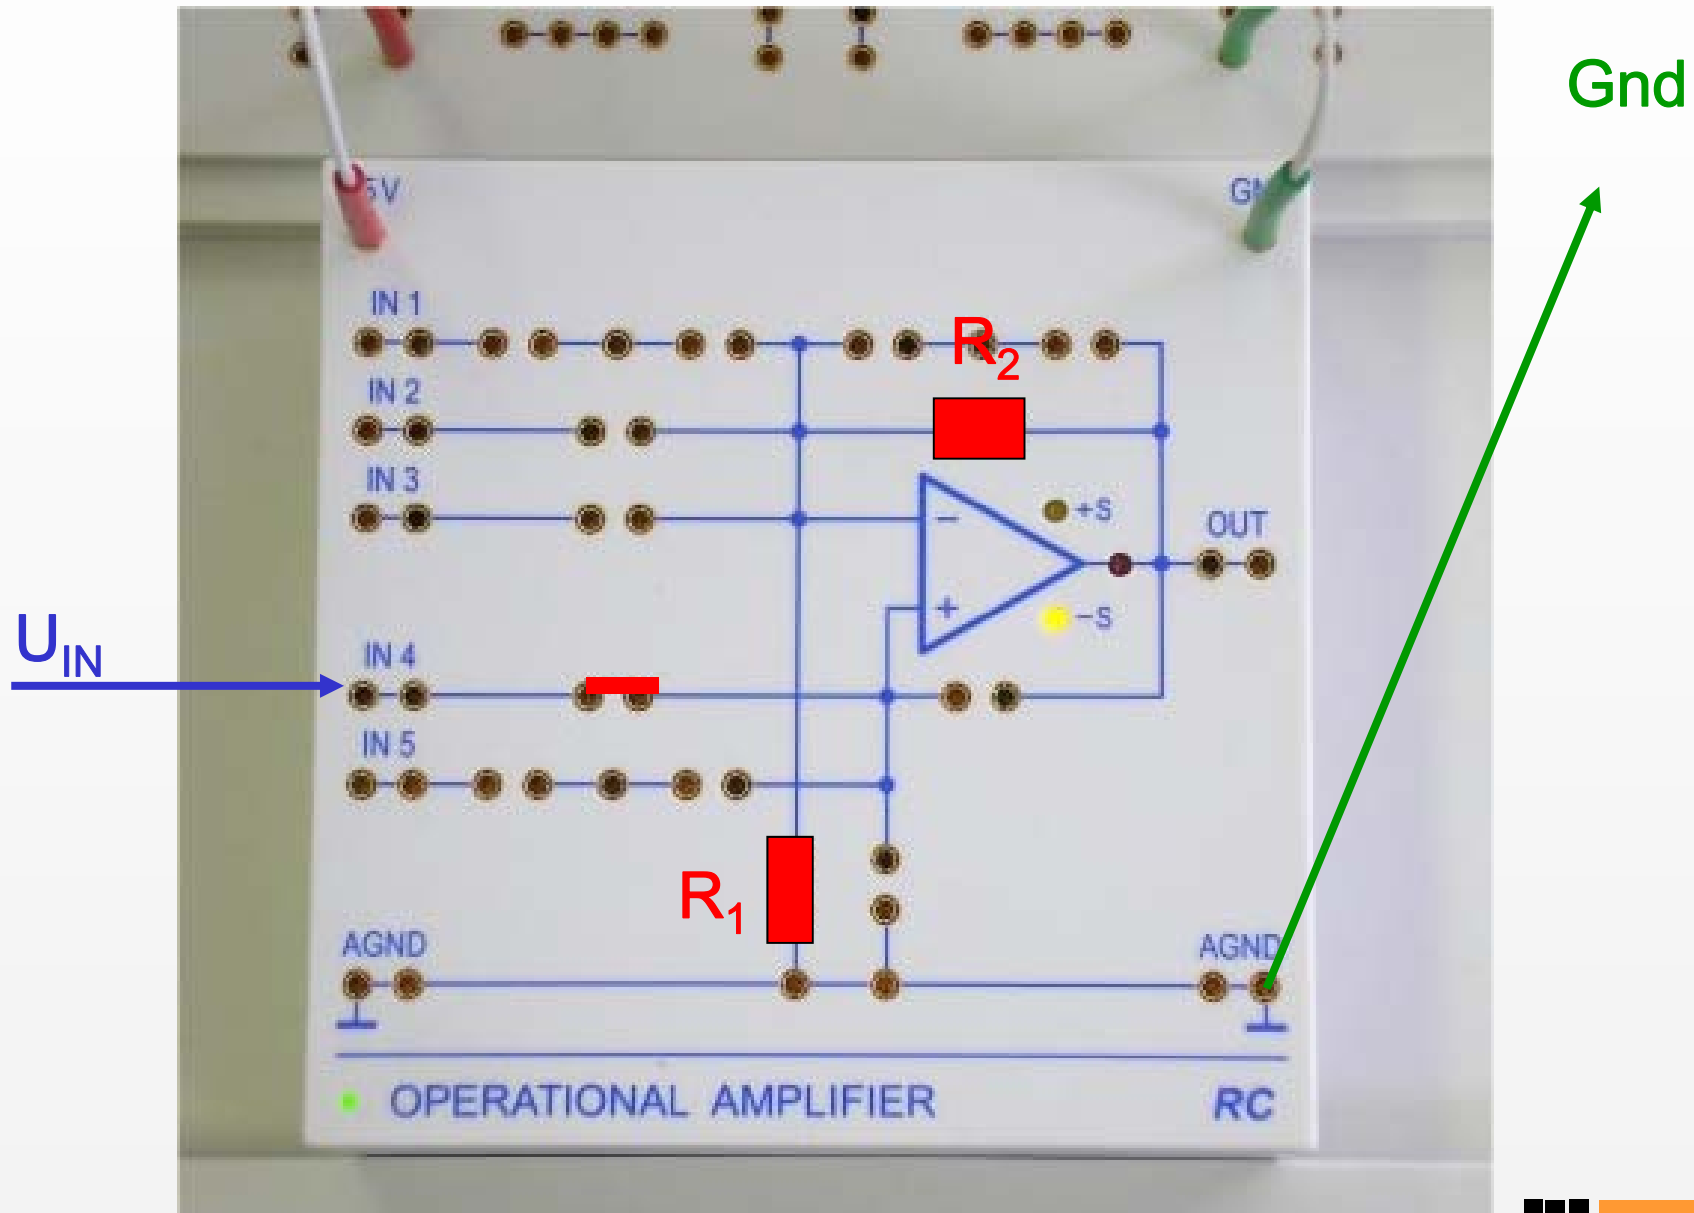 Gnd
5V
GN
IN 1
R2
IN 2
IN 3
+S
OUT
-S
UIN
IN 4
IN 5
R1
AGND
AGND
OPERATIONAL AMPLIFIER
RC